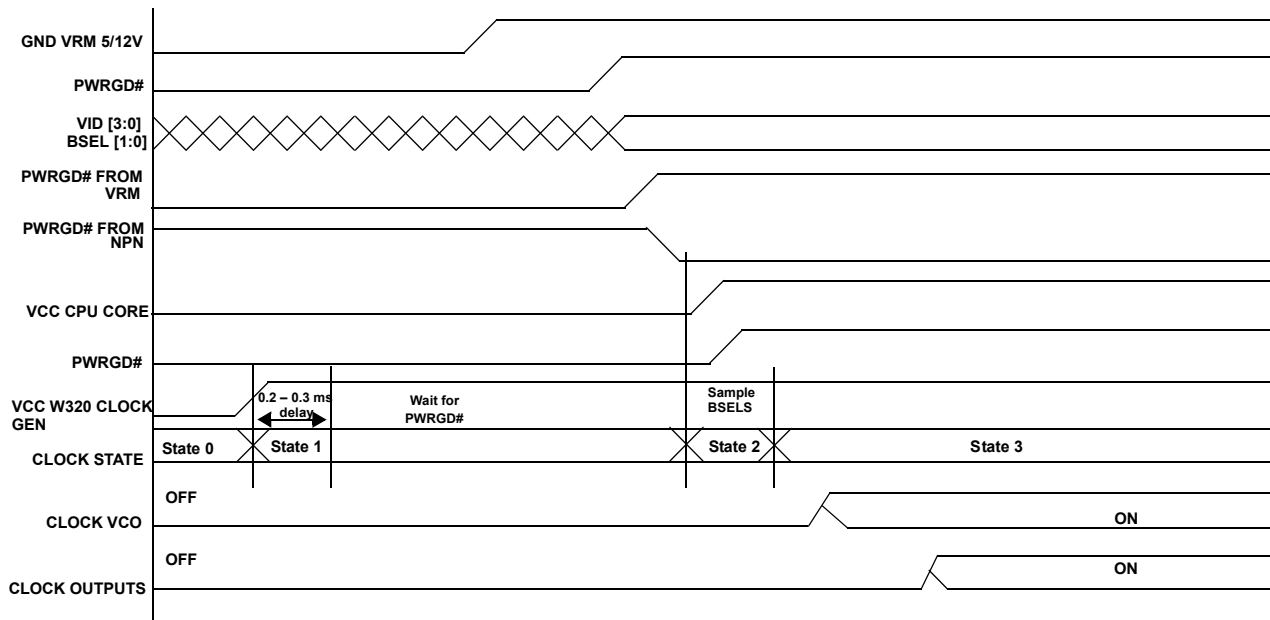 GND VRM 5/12V
PWRGD#
VID [3:0]
BSEL [1:0]
PWRGD# FROM
VRM
PWRGD# FROM
NPN
VCC CPU CORE
PWRGD#
VCC W320 CLOCK
GEN
0.2 – 0.3 ms
delay
Wait for
PWRGD#
Sample
BSELS
CLOCK STATE
State 0
State 1
State 2
State 3
OFF
CLOCK VCO
ON
OFF
CLOCK OUTPUTS
ON